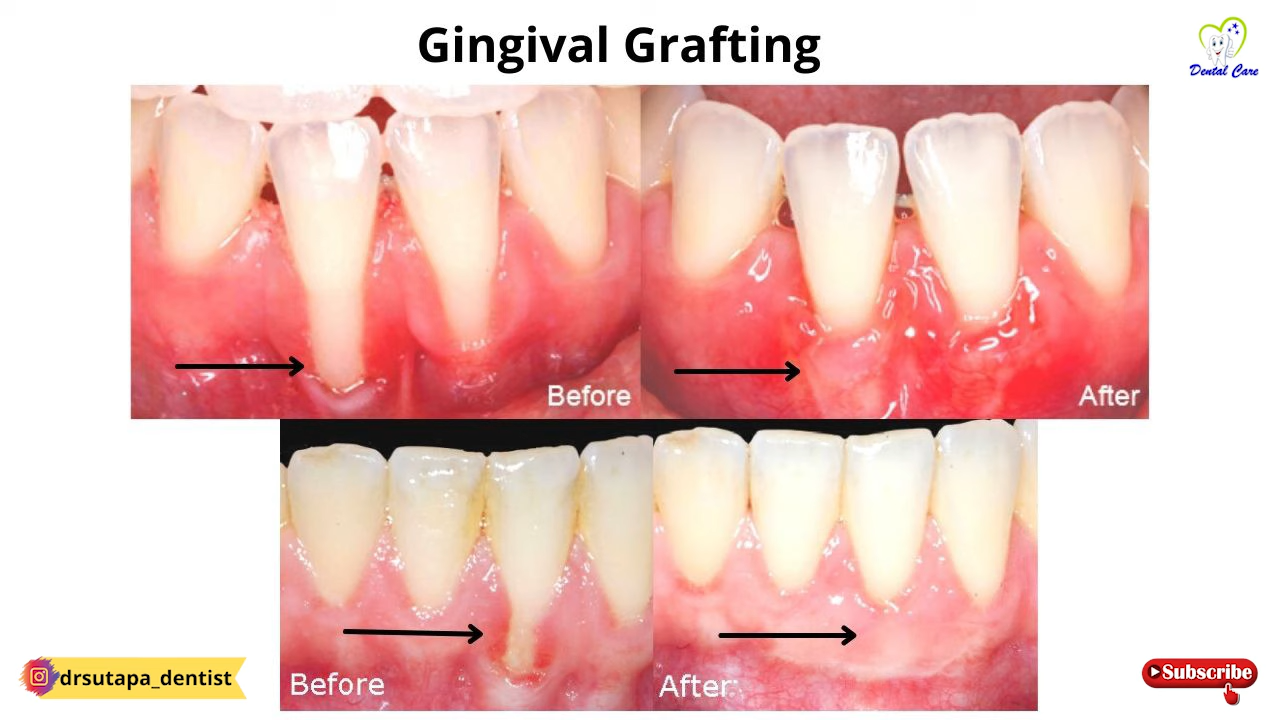 Gingival Grafting
Dental Care
Before
After
Before
After
drsutapa_dentist
Subscribe